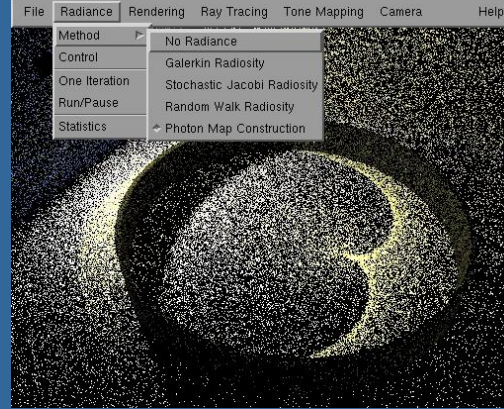 File Radiance Rendering Ray Tracing Tone Mapping Camera Help
Method
Control
One Iteration
Run/Pause
Statistics
No Radiance
Galerkin Radiosity
Stochastic Jacobi Radiosity
Random Walk Radiosity
Photon Map Construction